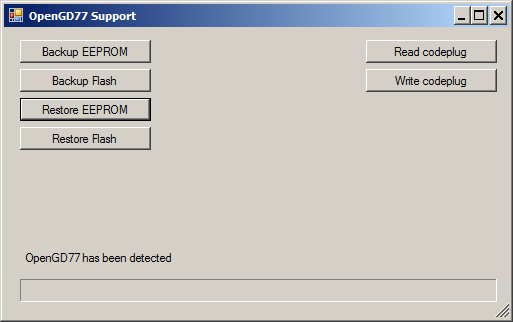 OpenGD77 Support
Backup EEPROM
Read codeplug
Backup Flash
Write codeplug
Restore EEPROM
Restore Flash
OpenGD77 has been detected